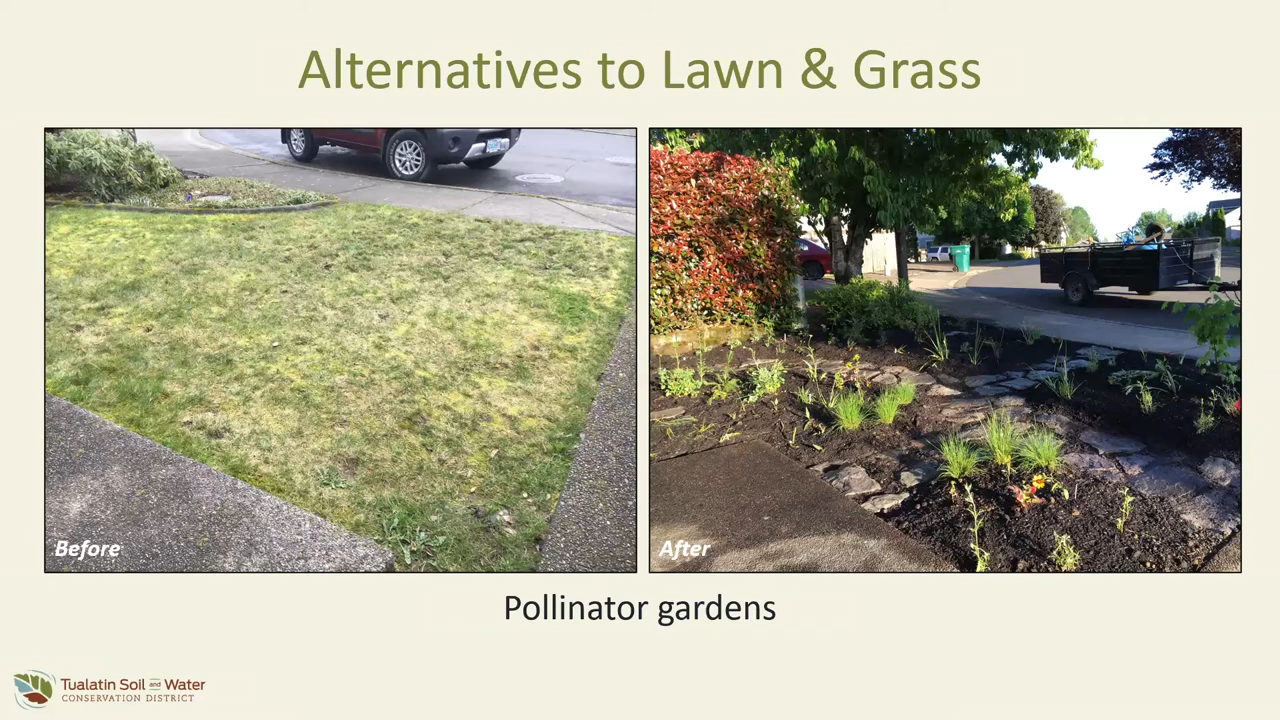 Alternatives to Lawn & Grass
Before
After
Pollinator gardens
Tualatin Soil and Water
CONSERVATION DISTRICT